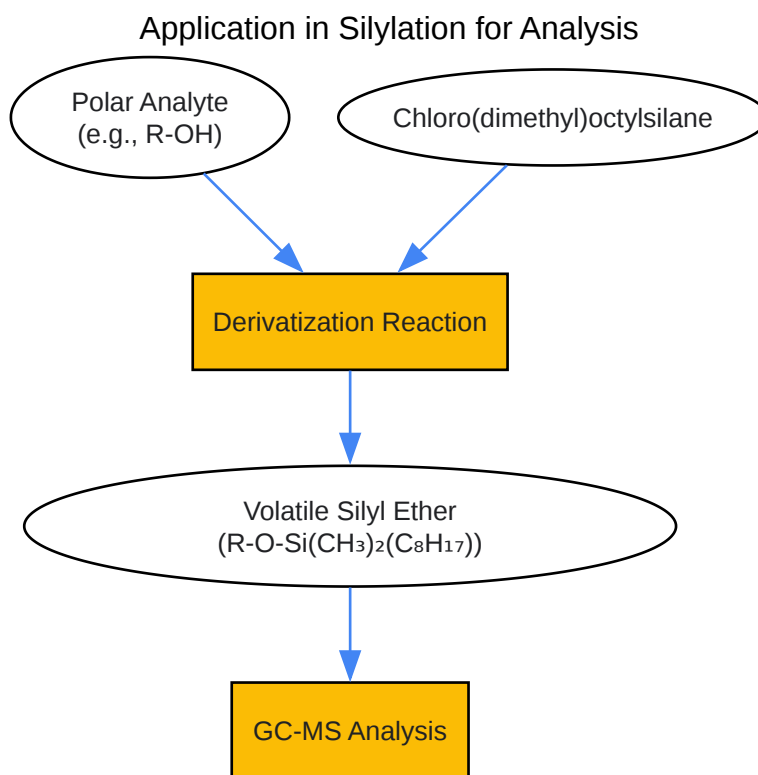 Application in Silylation for Analysis
Polar Analyte
(e.g., R-OH)
Chloro(dimethyl)octylsilane
Derivatization Reaction
Volatile Silyl Ether
(R-O-Si(CH₃)₂(C₈H₁₇))
GC-MS Analysis